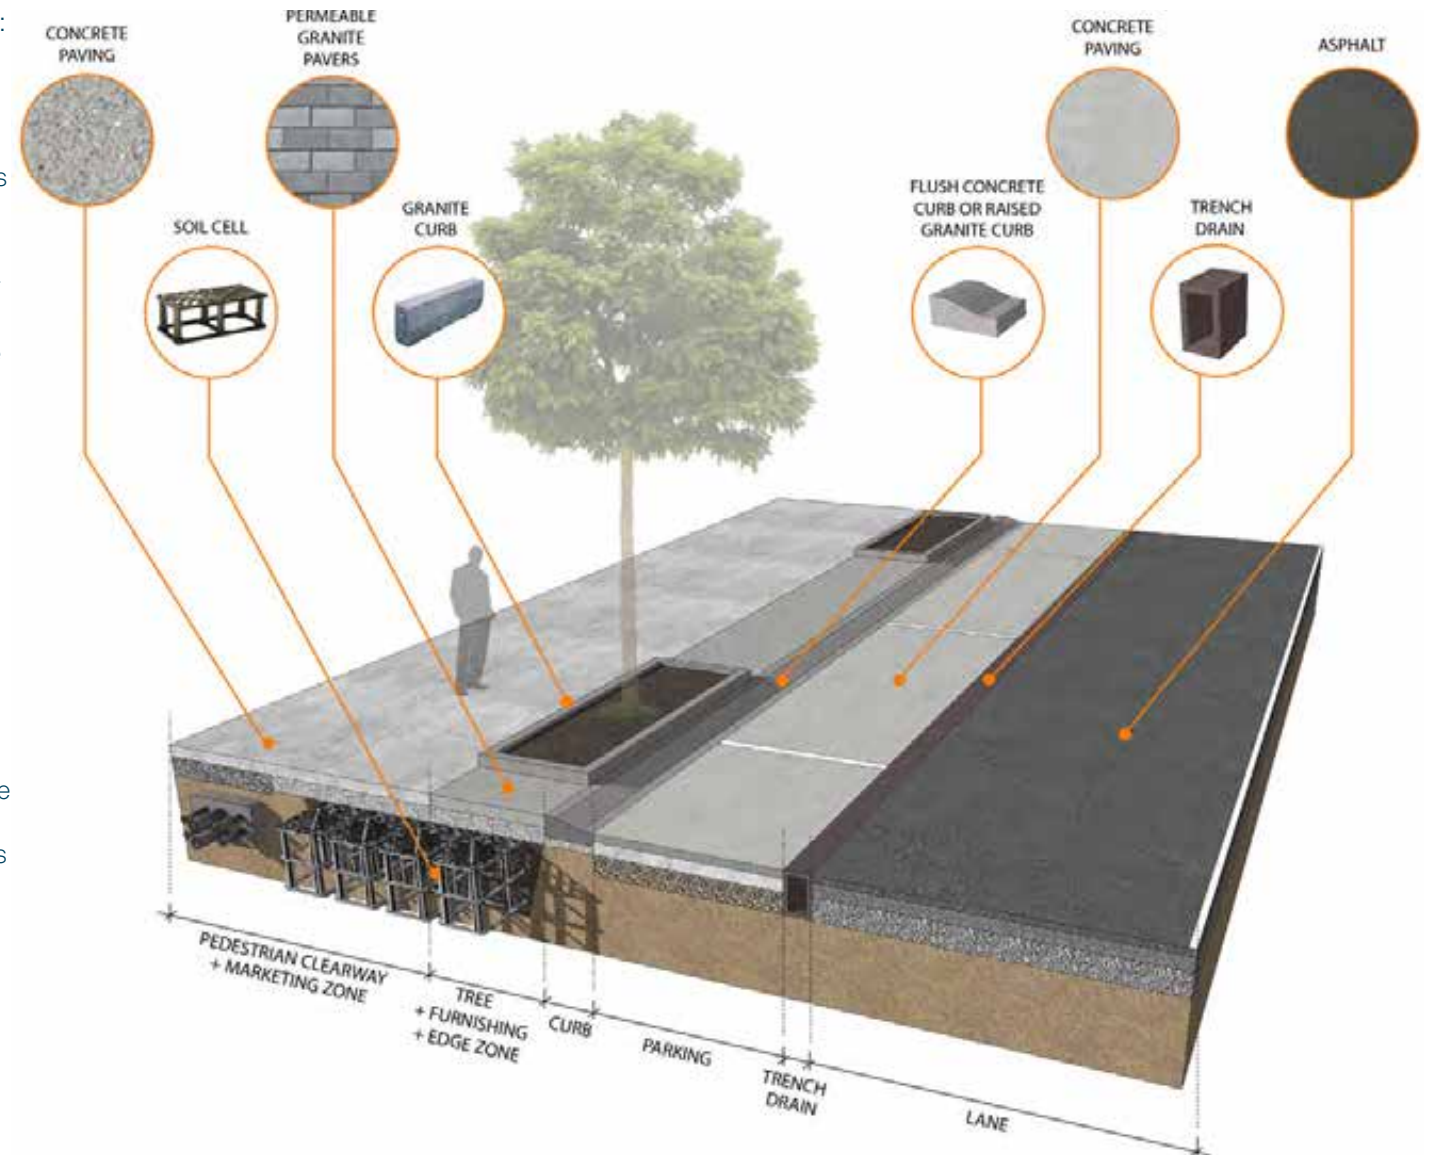 :
CONCRETE
PAVING
PERMEABLE
GRANITE
PAVERS
CONCRETE
PAVING
ASPHALT
s
SOIL CELL
GRANITE
CURB
FLUSH CONCRETE
CURB OR RAISED
GRANITE CURB
TRENCH
DRAIN
e
s
PEDESTRIAN CLEARWAY
+ MARKETING ZONE
TREE
+ FURNISHING
+ EDGE ZONE
CURB
PARKING
TRENCH
DRAIN
LANE